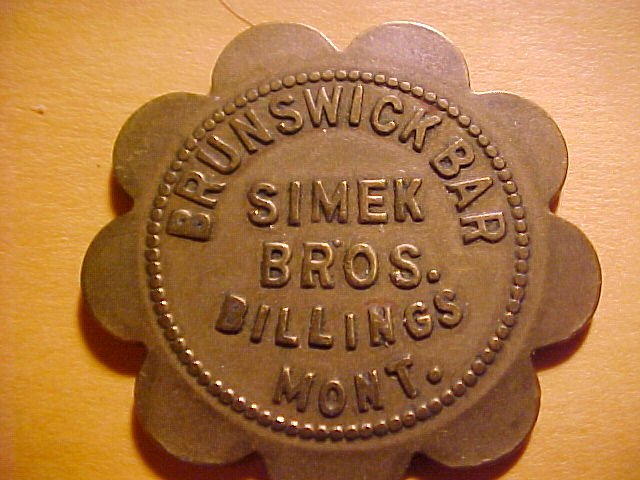 BRUNSWICK BAR
SIMEK
BROS.
BILLINGS
MONT.